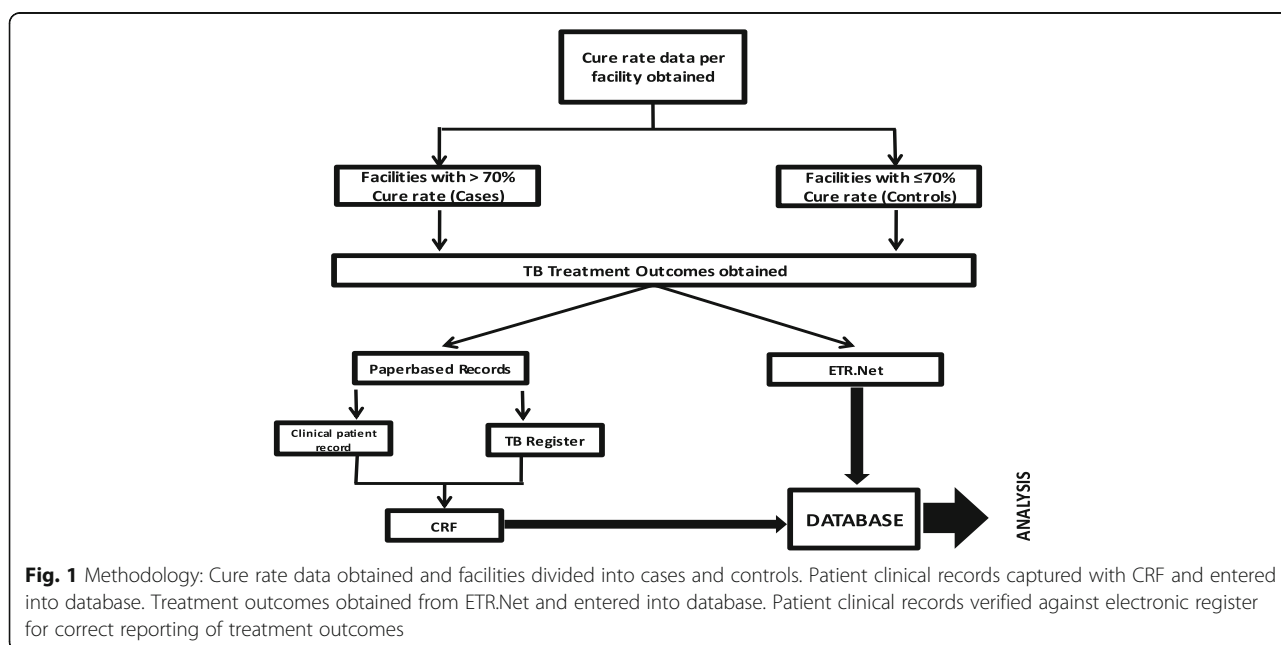 Cure rate data per
facility obtained
Facilities with > 70%
Cure rate (Cases)
Facilities with ≤70%
Cure rate (Controls)
TB Treatment Outcomes obtained
Paperbased Records
ETR.Net
Clinical patient
record
TB Register
CRF
DATABASE
ANALYSIS
Fig. 1 Methodology: Cure rate data obtained and facilities divided into cases and controls. Patient clinical records captured with CRF and entered
into database. Treatment outcomes obtained from ETR.Net and entered into database. Patient clinical records verified against electronic register
for correct reporting of treatment outcomes